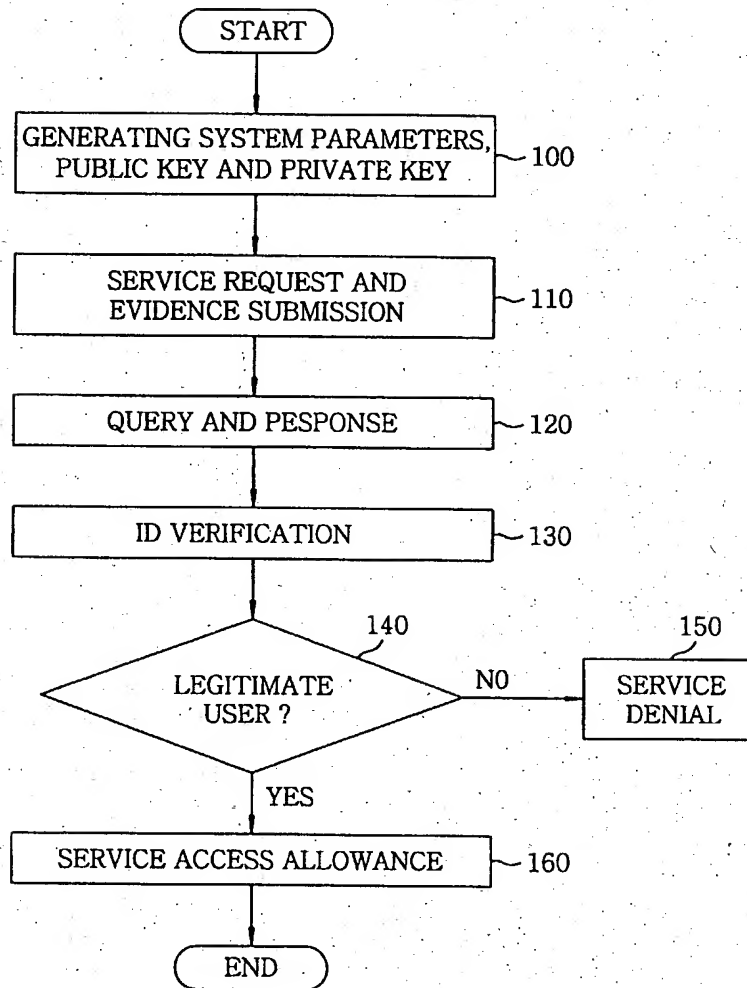 START
GENERATING SYSTEM PARAMETERS,
PUBLIC KEY AND PRIVATE KEY
100
SERVICE REQUEST AND
EVIDENCE SUBMISSION
110
QUERY AND PESPONSE
120
ID VERIFICATION
130
140
LEGITIMATE
USER ?
NO
150
SERVICE
DENIAL
YES
SERVICE ACCESS ALLOWANCE
160
END